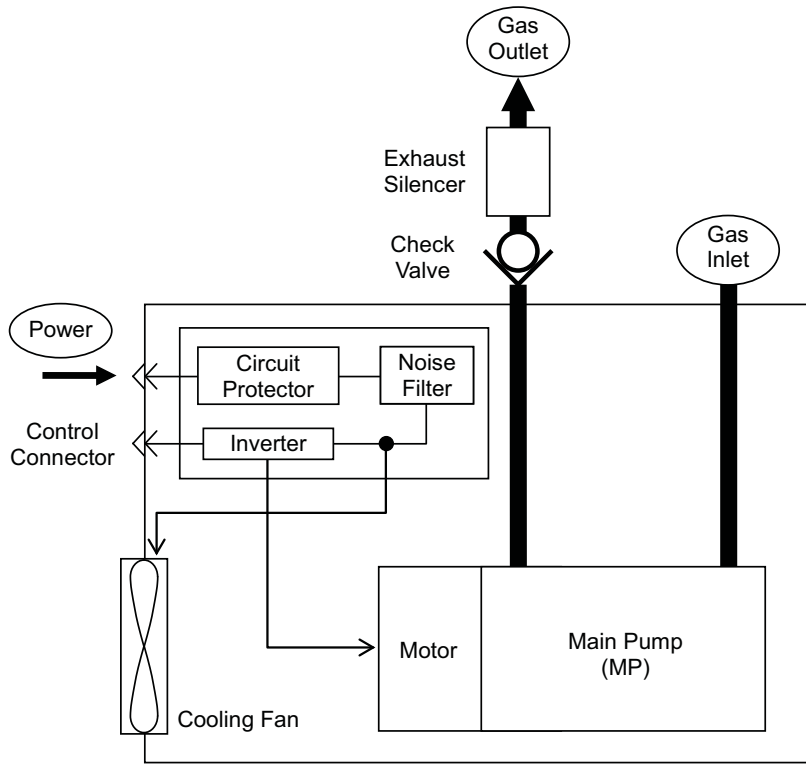 Gas
Outlet
Exhaust
Silencer
Check
Valve
Gas
Inlet
Power
Circuit
Protector
Noise
Filter
Control
Connector
Inverter
Motor
Main Pump
(MP)
Cooling Fan